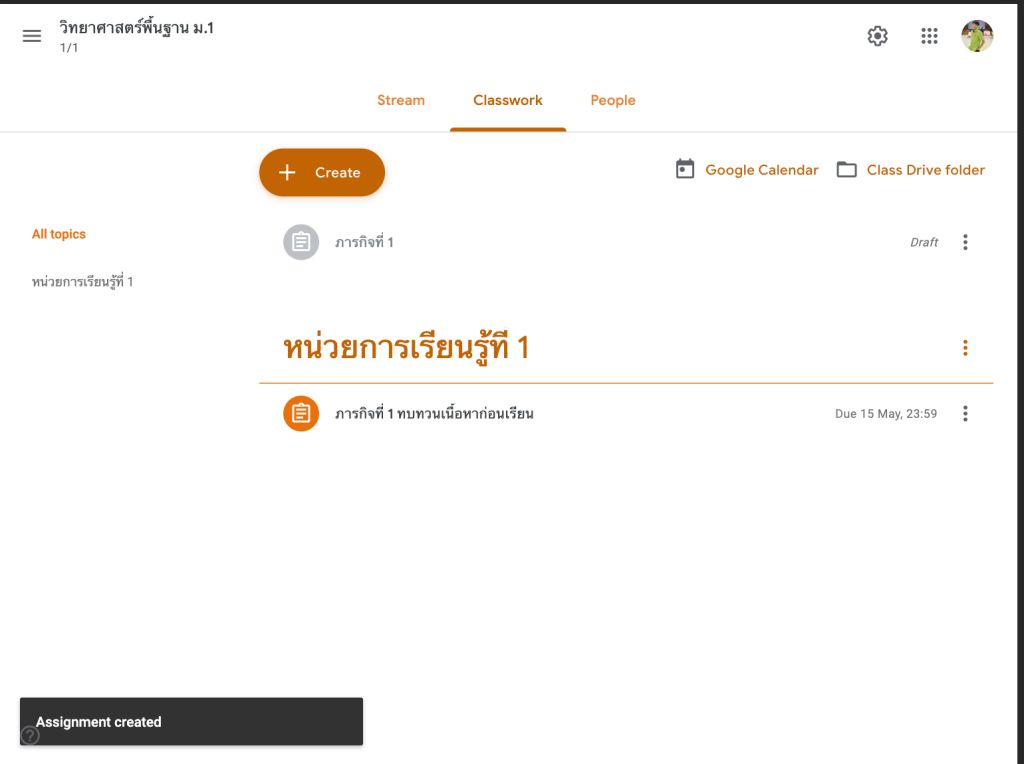 วิทยาศาสตร์พื้นฐาน ม.1
1/1
Stream
Classwork
People
Create
Google Calendar
Class Drive folder
All topics
หน่วยการเรียนรู้ที่ 1
ภารกิจที่ 1
Draft
หน่วยการเรียนรู้ที่ 1
ภารกิจที่ 1 ทบทวนเนื้อหาก่อนเรียน
Due 15 May, 23:59
Assignment created